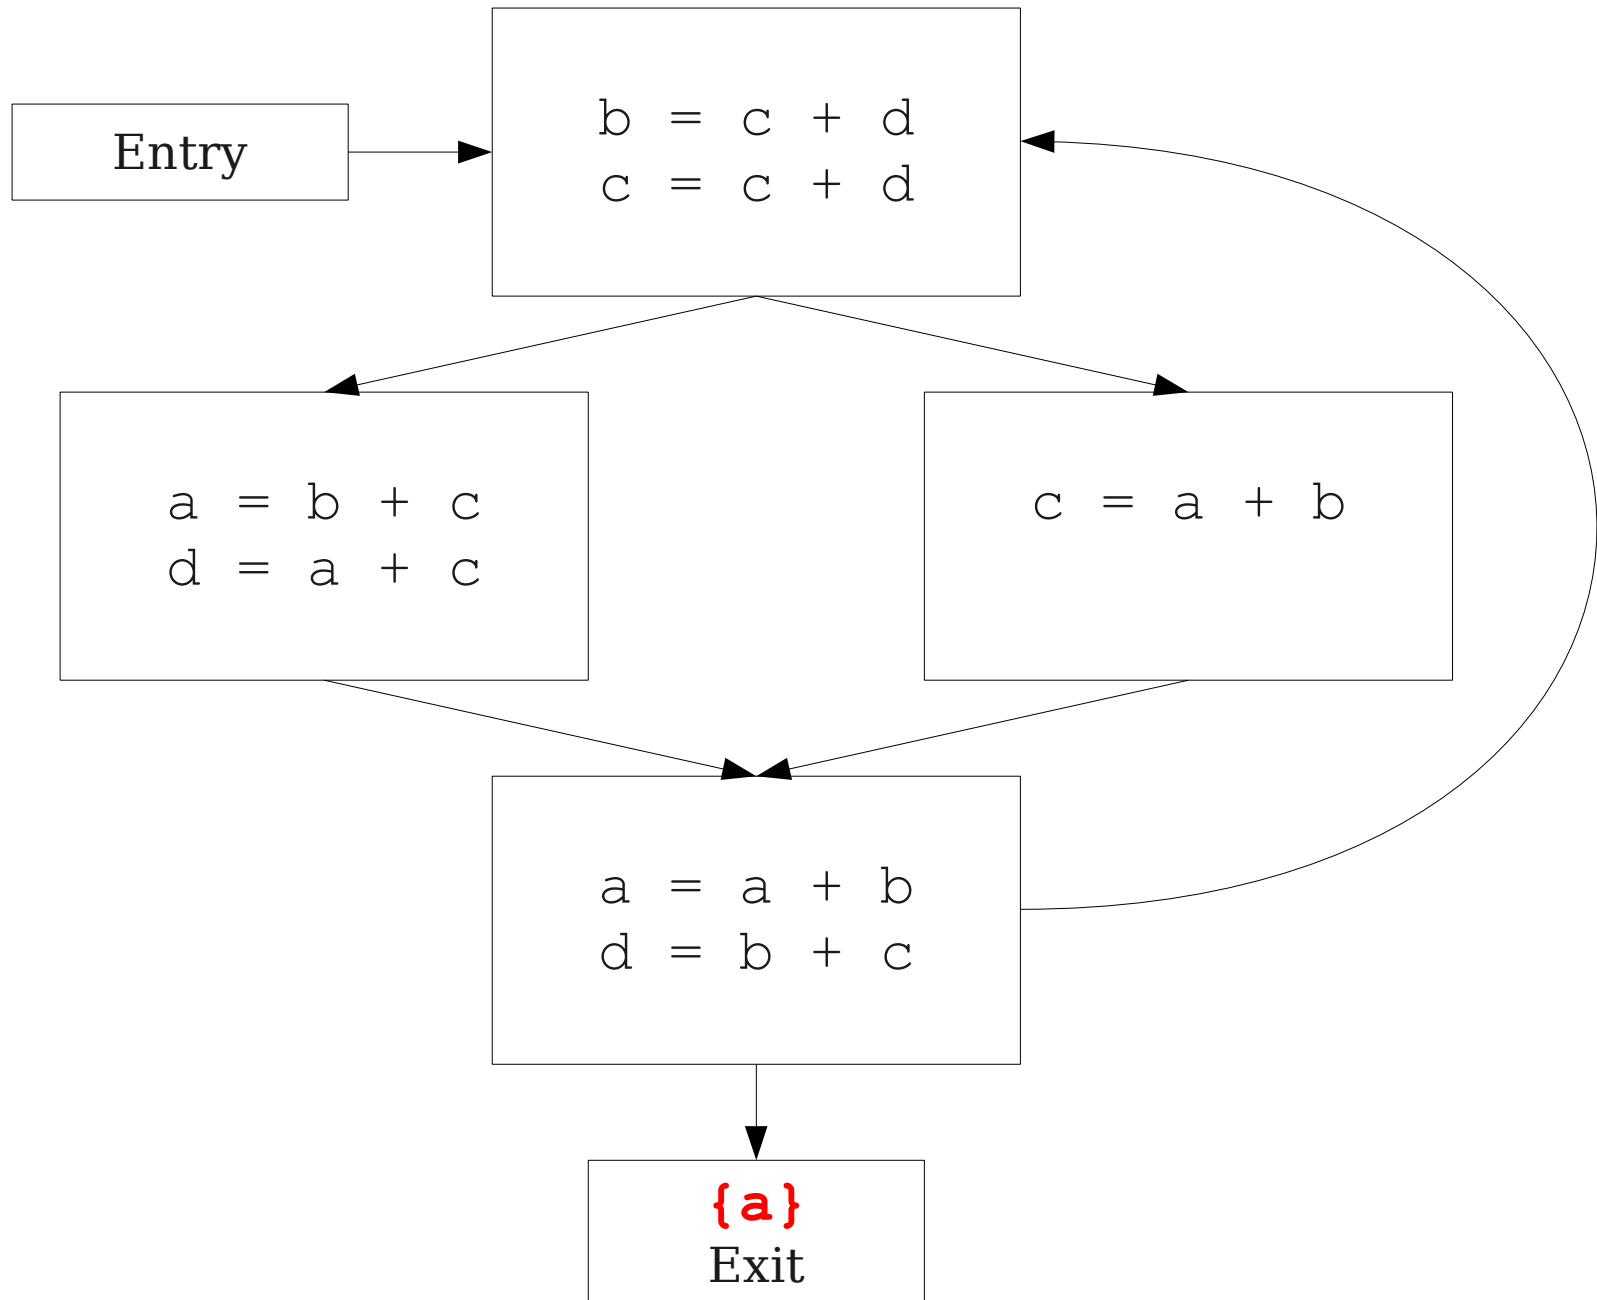 Entry
b = c + d
c = c + d
a = b + c
d = a + c
c = a + b
a = a + b
d = b + c
{a}
Exit